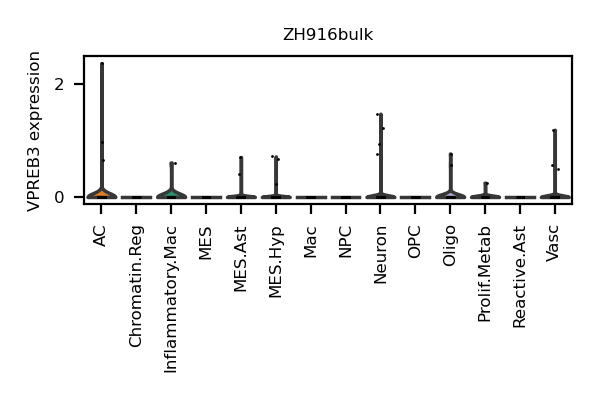 ZH916bulk
VPREB3 expression
2
0
AC
Chromatin.Reg
Inflammatory.Mac
MES
MES.Ast
MES.Hyp
Mac
NPC
Neuron
OPC
Oligo
Prolif.Metab
Reactive.Ast
Vasc